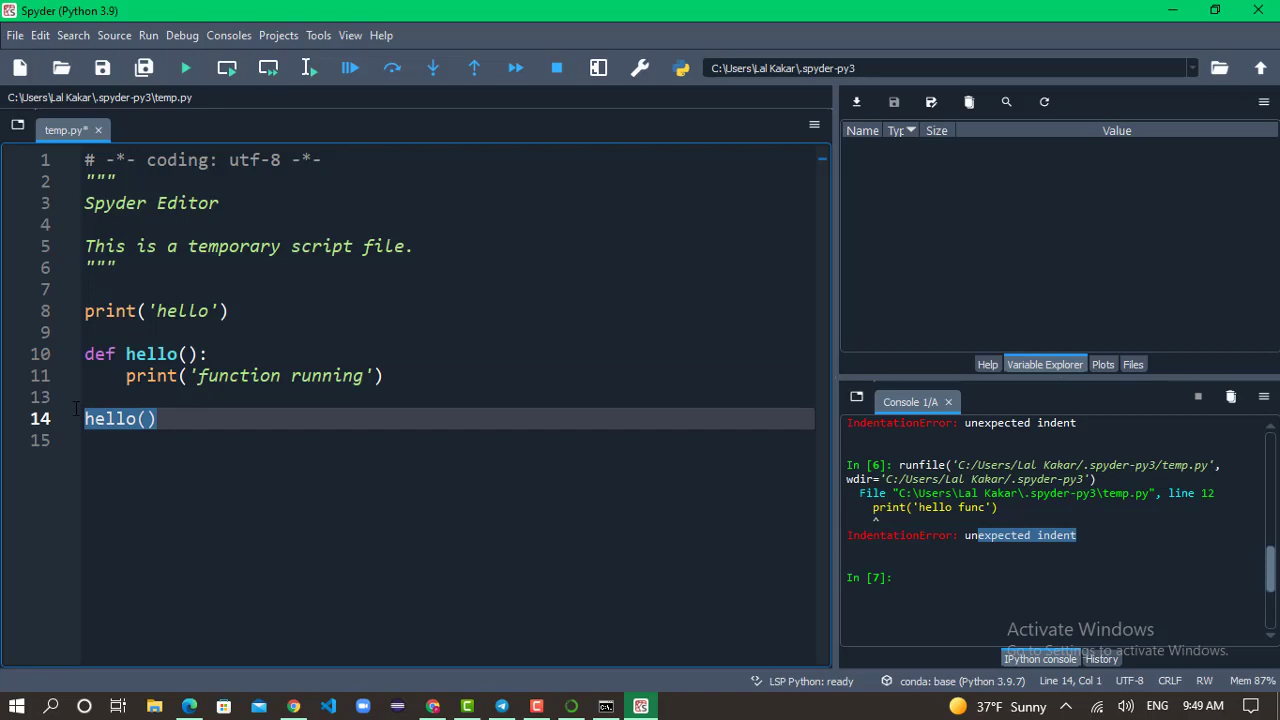 Spyder (Python 3.9)
File Edit Search Source Run Debug Consoles Projects Tools View Help
C:\Users\Lal Kakar\.spyder-py3
C:\Users\Lal Kakar\.spyder-py3\temp.py
temp.py*
1 # -*- coding: utf-8 -*-
2 """
3 Spyder Editor
4
5 This is a temporary script file.
6 """
7
8 print('hello')
9
10 def hello():
11 print('function running')
13
14 hello()
15
Name Typ Size Value
Help Variable Explorer Plots Files
Console 1/A
IndentationError: unexpected indent
In [6]: runfile('C:/Users/Lal Kakar/.spyder-py3/temp.py',
wdir='C:/Users/Lal Kakar/.spyder-py3')
File "C:\Users\Lal Kakar\.spyder-py3\temp.py", line 12
print('hello func')
^
IndentationError: unexpected indent
In [7]:
Activate Windows
Go to Settings to activate Windows.
IPython console History
LSP Python: ready conda: base (Python 3.9.7) Line 14, Col 1 UTF-8 CRLF RW Mem 87%
37°F Sunny 9:49 AM